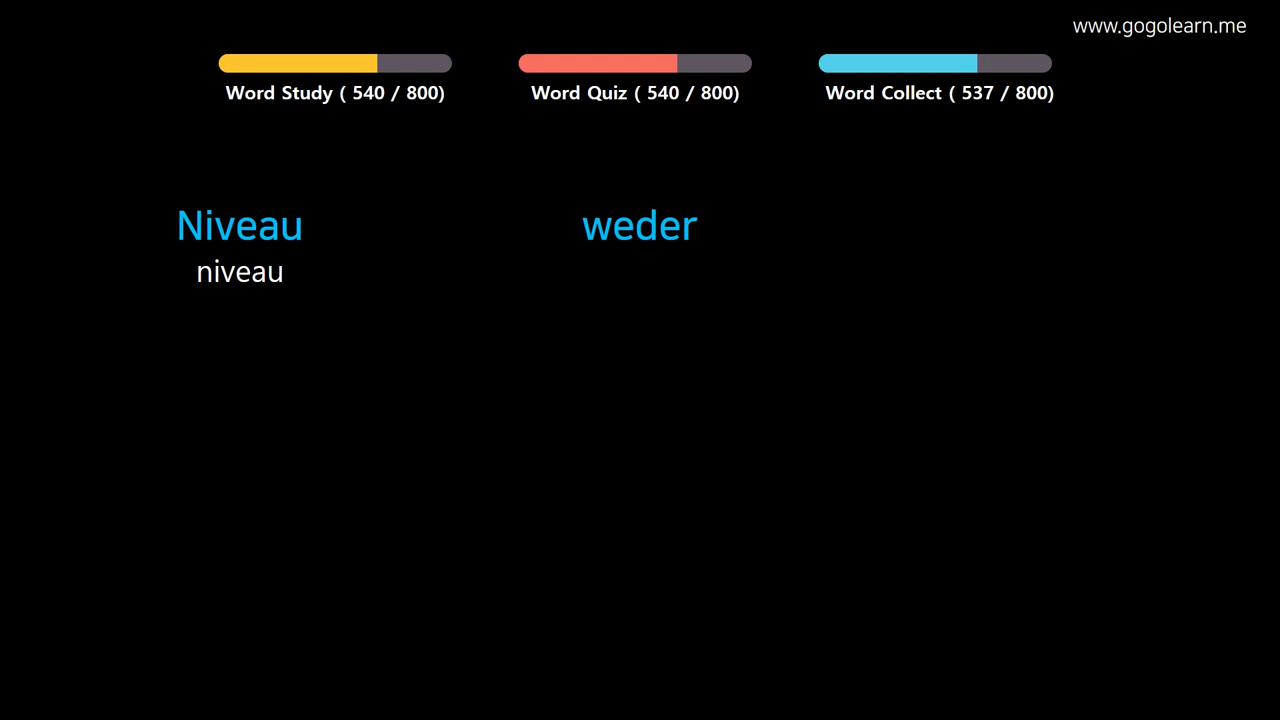 www.gogolearn.me
Word Study ( 540 / 800)
Word Quiz ( 540 / 800)
Word Collect ( 537 / 800)
Niveau
niveau
weder